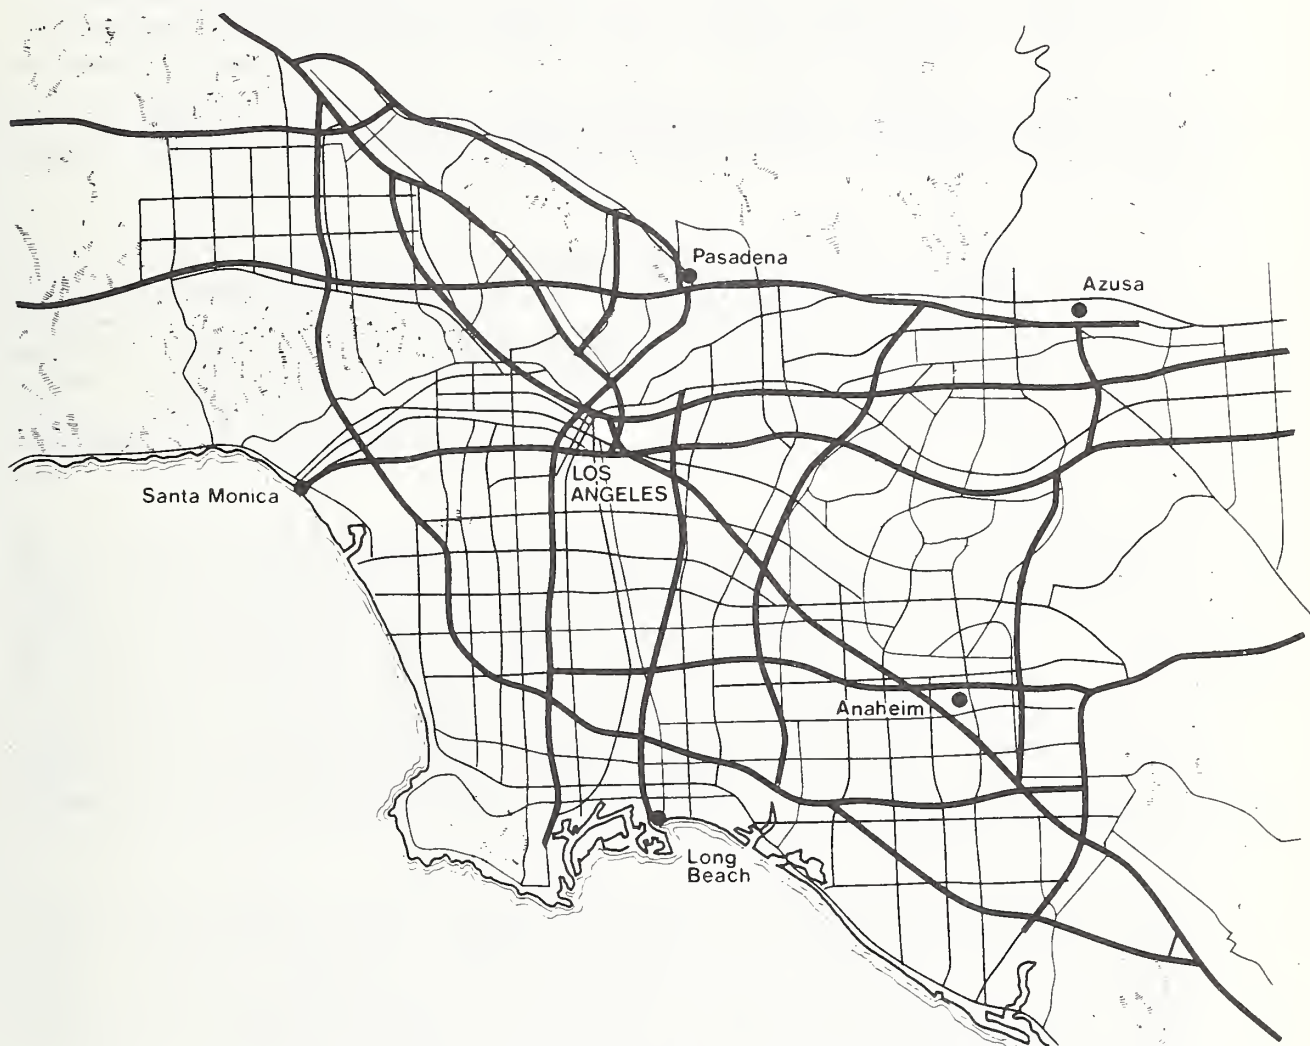 Pasadena
Azusa
Santa Monica
LOS
ANGELES
Anaheim
Long
Beach